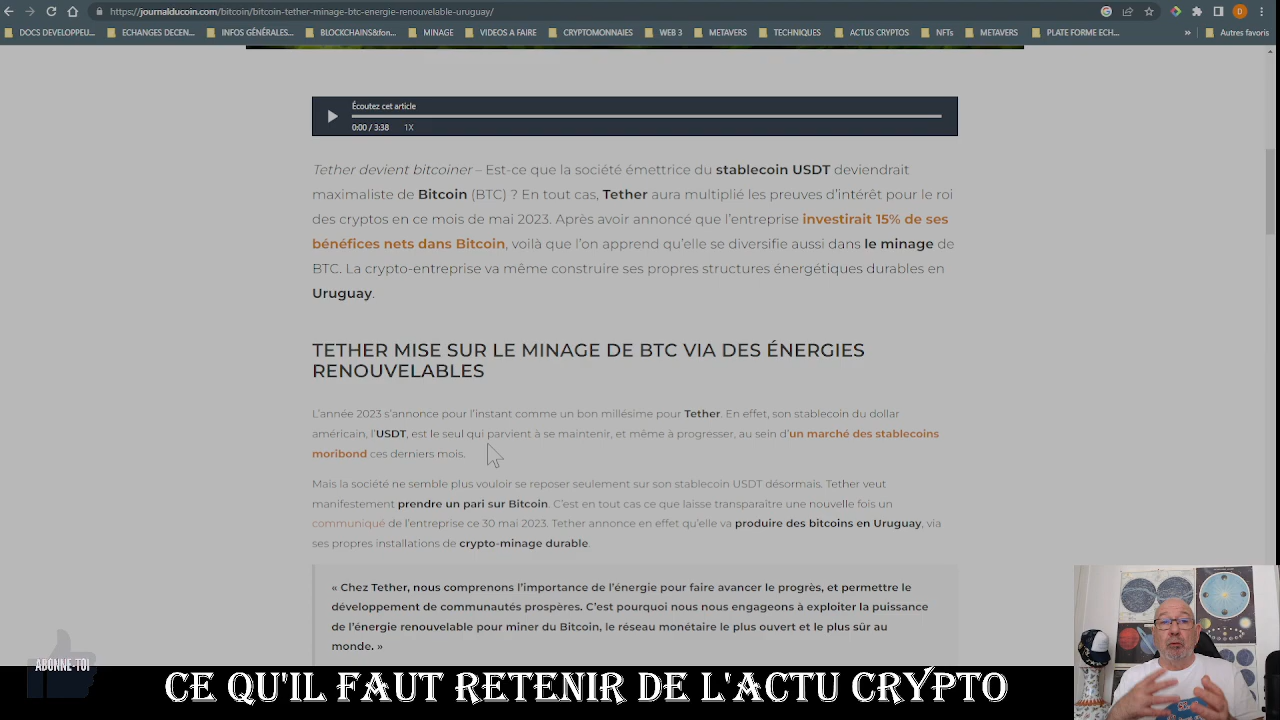 https://journalducoin.com/bitcoin/bitcoin-tether-minage-btc-energie-renouvelable-uruguay/
D
DOCS DEVELOPPEU... ECHANGES DECEN... INFOS GÉNÉRALES... BLOCKCHAINS&fon... MINAGE VIDEOS A FAIRE CRYPTOMONNAIES WEB 3 METAVERS TECHNIQUES ACTUS CRYPTOS NFTs METAVERS PLATE FORME ECH... » Autres favoris
Écoutez cet article
0:00 / 3:38 1X
Tether devient bitcoiner – Est-ce que la société émettrice du stablecoin USDT deviendrait
maximaliste de Bitcoin (BTC) ? En tout cas, Tether aura multiplié les preuves d'intérêt pour le roi
des cryptos en ce mois de mai 2023. Après avoir annoncé que l'entreprise investirait 15% de ses
bénéfices nets dans Bitcoin, voilà que l'on apprend qu'elle se diversifie aussi dans le minage de
BTC. La crypto-entreprise va même construire ses propres structures énergétiques durables en
Uruguay.
TETHER MISE SUR LE MINAGE DE BTC VIA DES ÉNERGIES
RENOUVELABLES
L'année 2023 s'annonce pour l'instant comme un bon millésime pour Tether. En effet, son stablecoin du dollar
américain, l'USDT, est le seul qui parvient à se maintenir, et même à progresser, au sein d'un marché des stablecoins
moribond ces derniers mois.
Mais la société ne semble plus vouloir se reposer seulement sur son stablecoin USDT désormais. Tether veut
manifestement prendre un pari sur Bitcoin. C'est en tout cas ce que laisse transparaitre une nouvelle fois un
communiqué de l'entreprise ce 30 mai 2023. Tether annonce en effet qu'elle va produire des bitcoins en Uruguay, via
ses propres installations de crypto-minage durable.
« Chez Tether, nous comprenons l'importance de l'énergie pour faire avancer le progrès, et permettre le
développement de communautés prospères. C'est pourquoi nous nous engageons à exploiter la puissance
de l'énergie renouvelable pour miner du Bitcoin, le réseau monétaire le plus ouvert et le plus sûr au
monde. »
ABONNE-TOI
CE QU'IL FAUT RETENIR DE L'ACTU CRYPTO